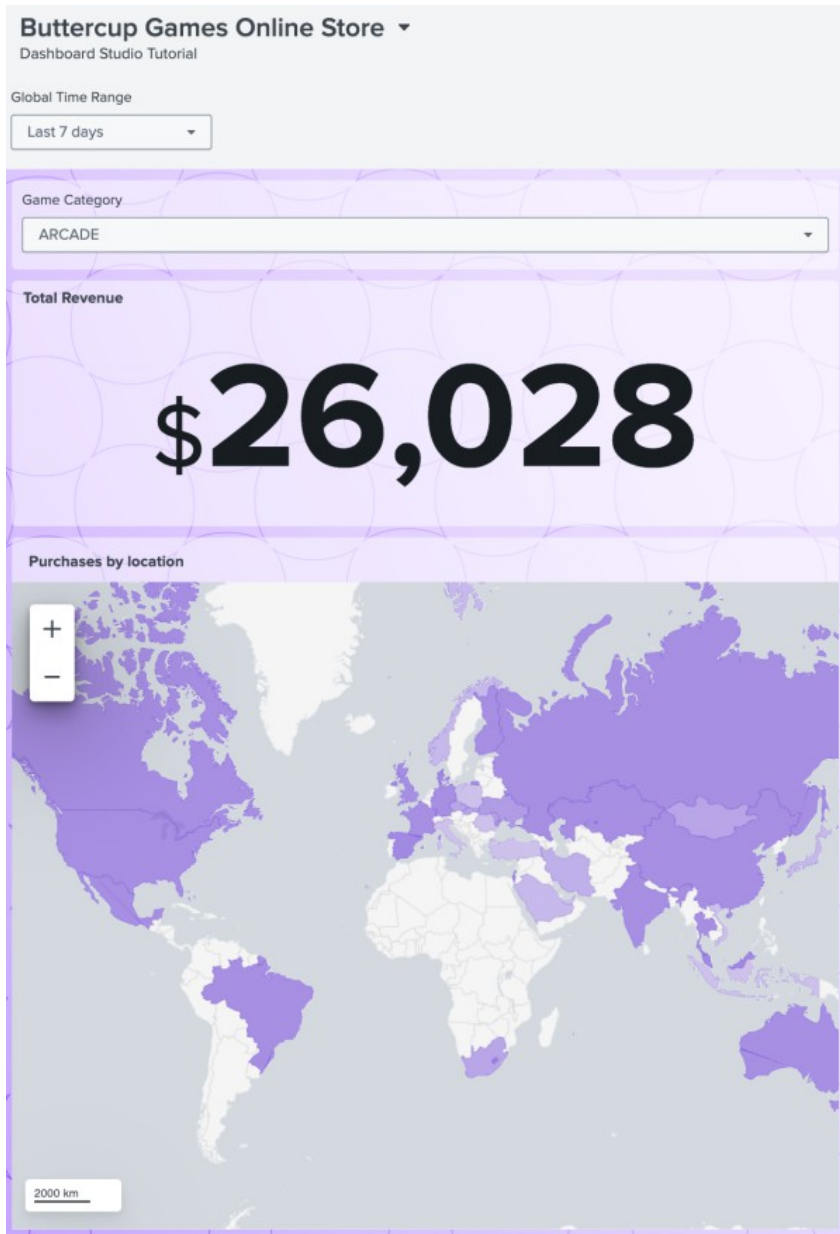 Buttercup Games Online Store
Dashboard Studio Tutorial
Global Time Range
Last 7 days
Game Category
ARCADE
Total Revenue
$26,028
Purchases by location
+
−
2000 km